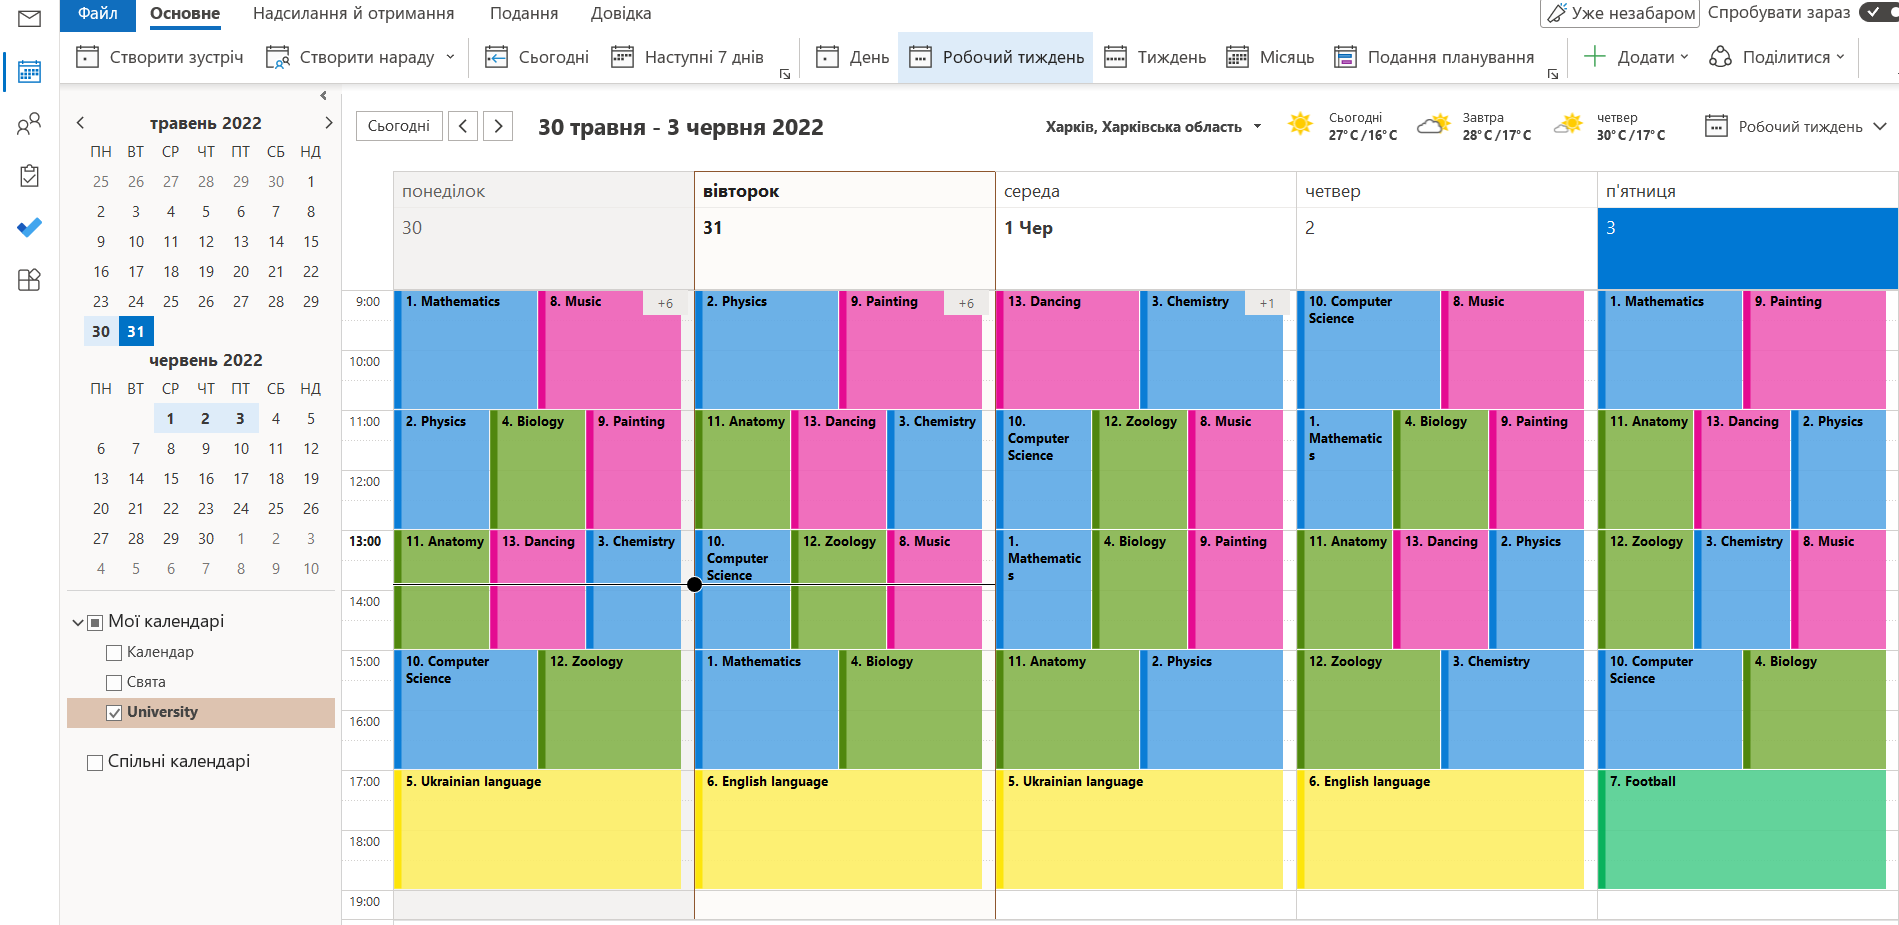 Файл
Основне
Надсилання й отримання
Подання
Довідка
Уже незабаром
Спробувати зараз
Створити зустріч
Створити нараду
Сьогодні
Наступні 7 днів
День
Робочий тиждень
Тиждень
Місяць
Подання планування
Додати
Поділитися
травень 2022
ПН ВТ СР ЧТ ПТ СБ НД
25 26 27 28 29 30 1
2 3 4 5 6 7 8
9 10 11 12 13 14 15
16 17 18 19 20 21 22
23 24 25 26 27 28 29
30 31
червень 2022
ПН ВТ СР ЧТ ПТ СБ НД
1 2 3 4 5
6 7 8 9 10 11 12
13 14 15 16 17 18 19
20 21 22 23 24 25 26
27 28 29 30 1 2 3
4 5 6 7 8 9 10
Мої календарі
Календар
Свята
University
Спільні календарі
Сьогодні
30 травня - 3 червня 2022
Харків, Харківська область
Сьогодні
27°C/16°C
Завтра
28°C/17°C
четвер
30°C/17°C
Робочий тиждень
понеділок
вівторок
середа
четвер
п'ятниця
30
31
1 Чер
2
3
9:00
1. Mathematics
8. Music
+6
2. Physics
9. Painting
+6
13. Dancing
3. Chemistry
+1
10. Computer
Science
8. Music
1. Mathematics
9. Painting
10:00
11:00
2. Physics
4. Biology
9. Painting
11. Anatomy
13. Dancing
3. Chemistry
10.
Computer
Science
12. Zoology
8. Music
1.
Mathematic
s
4. Biology
9. Painting
11. Anatomy
13. Dancing
2. Physics
12:00
13:00
11. Anatomy
13. Dancing
3. Chemistry
10.
Computer
Science
12. Zoology
8. Music
1.
Mathematic
s
4. Biology
9. Painting
11. Anatomy
13. Dancing
2. Physics
12. Zoology
3. Chemistry
8. Music
14:00
15:00
10. Computer
Science
12. Zoology
1. Mathematics
4. Biology
11. Anatomy
2. Physics
12. Zoology
3. Chemistry
10. Computer
Science
4. Biology
16:00
17:00
5. Ukrainian language
6. English language
5. Ukrainian language
6. English language
7. Football
18:00
19:00